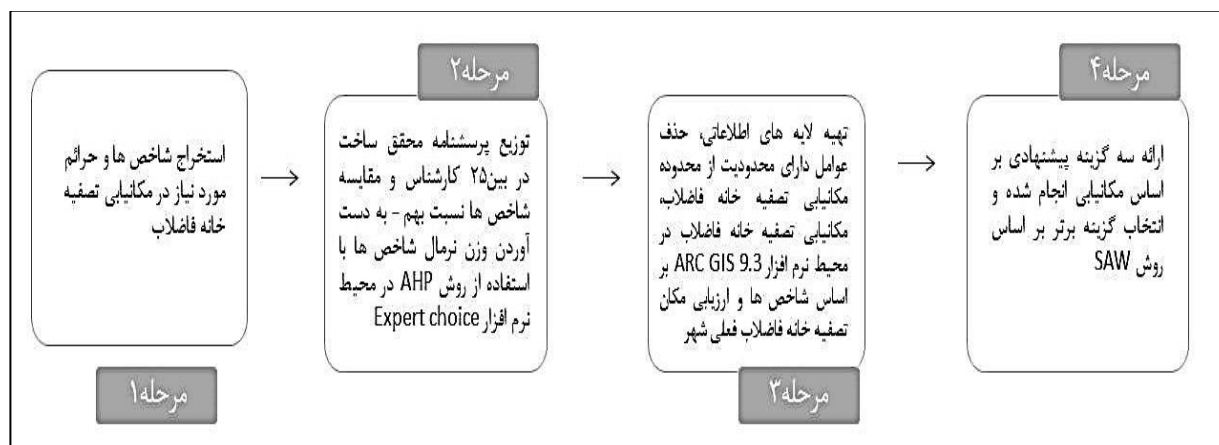 استخراج شاخص ها و حرائم
مورد نیاز در مکانیابی تصفیه
خانه فاضلاب
مرحله۱
مرحله۲
توزیع پرسشنامه محقق ساخت
در بین۲۵ کارشناس و مقایسه
شاخص ها نسبت بهم - به دست
آوردن وزن نرمال شاخص ها با
استفاده از روش AHP در محیط
نرم افزار Expert choice
تهیه لایه های اطلاعاتی، حذف
عوامل دارای محدودیت از محدوده
مکانیابی تصفیه خانه فاضلاب،
مکانیابی تصفیه خانه فاضلاب در
محیط نرم افزار ARC GIS 9.3 بر
اساس شاخص ها و ارزیابی مکان
تصفیه خانه فاضلاب فعلی شهر
مرحله۳
مرحله۴
ارائه سه گزینه پیشنهادی بر
اساس مکانیابی انجام شده و
انتخاب گزینه برتر بر اساس
روش SAW